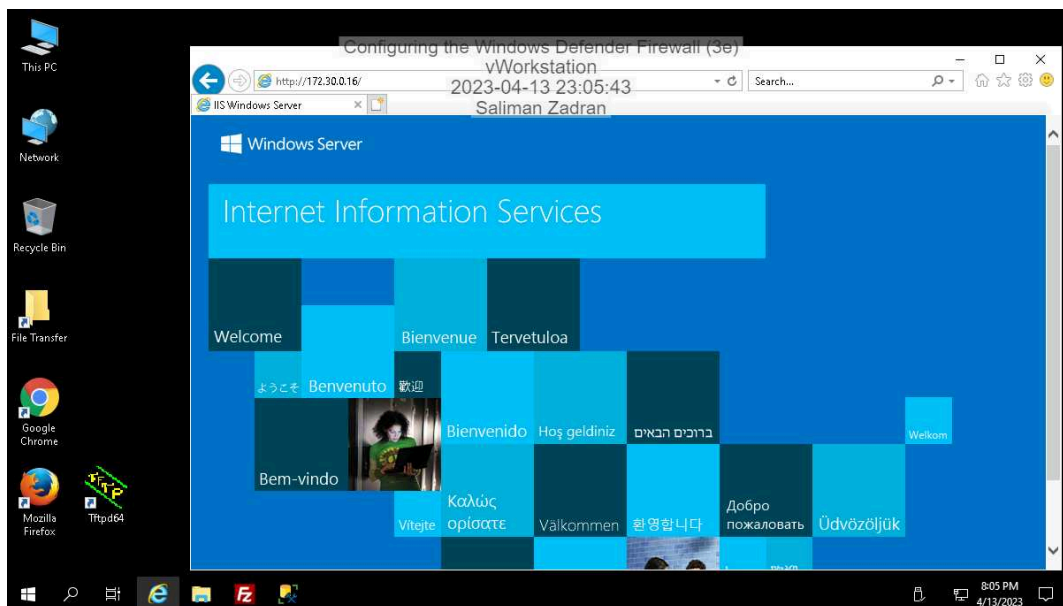 This PC
Network
Recycle Bin
File Transfer
Google
Chrome
Mozilla
Firefox
Tftpd64
Configuring the Windows Defender Firewall (3e)
vWorkstation
2023-04-13 23:05:43
Saliman Zadran
http://172.30.0.16/
Search...
IIS Windows Server
Windows Server
Internet Information Services
Welcome
Bienvenue
Tervetuloa
ようこそ
Benvenuto
歡迎
Bienvenido
Hoş geldiniz
ברוכים הבאים
Welkom
Bem-vindo
Vítejte
Καλώς
ορίσατε
Välkommen
환영합니다
Добро
пожаловать
Üdvözöljük
8:05 PM
4/13/2023